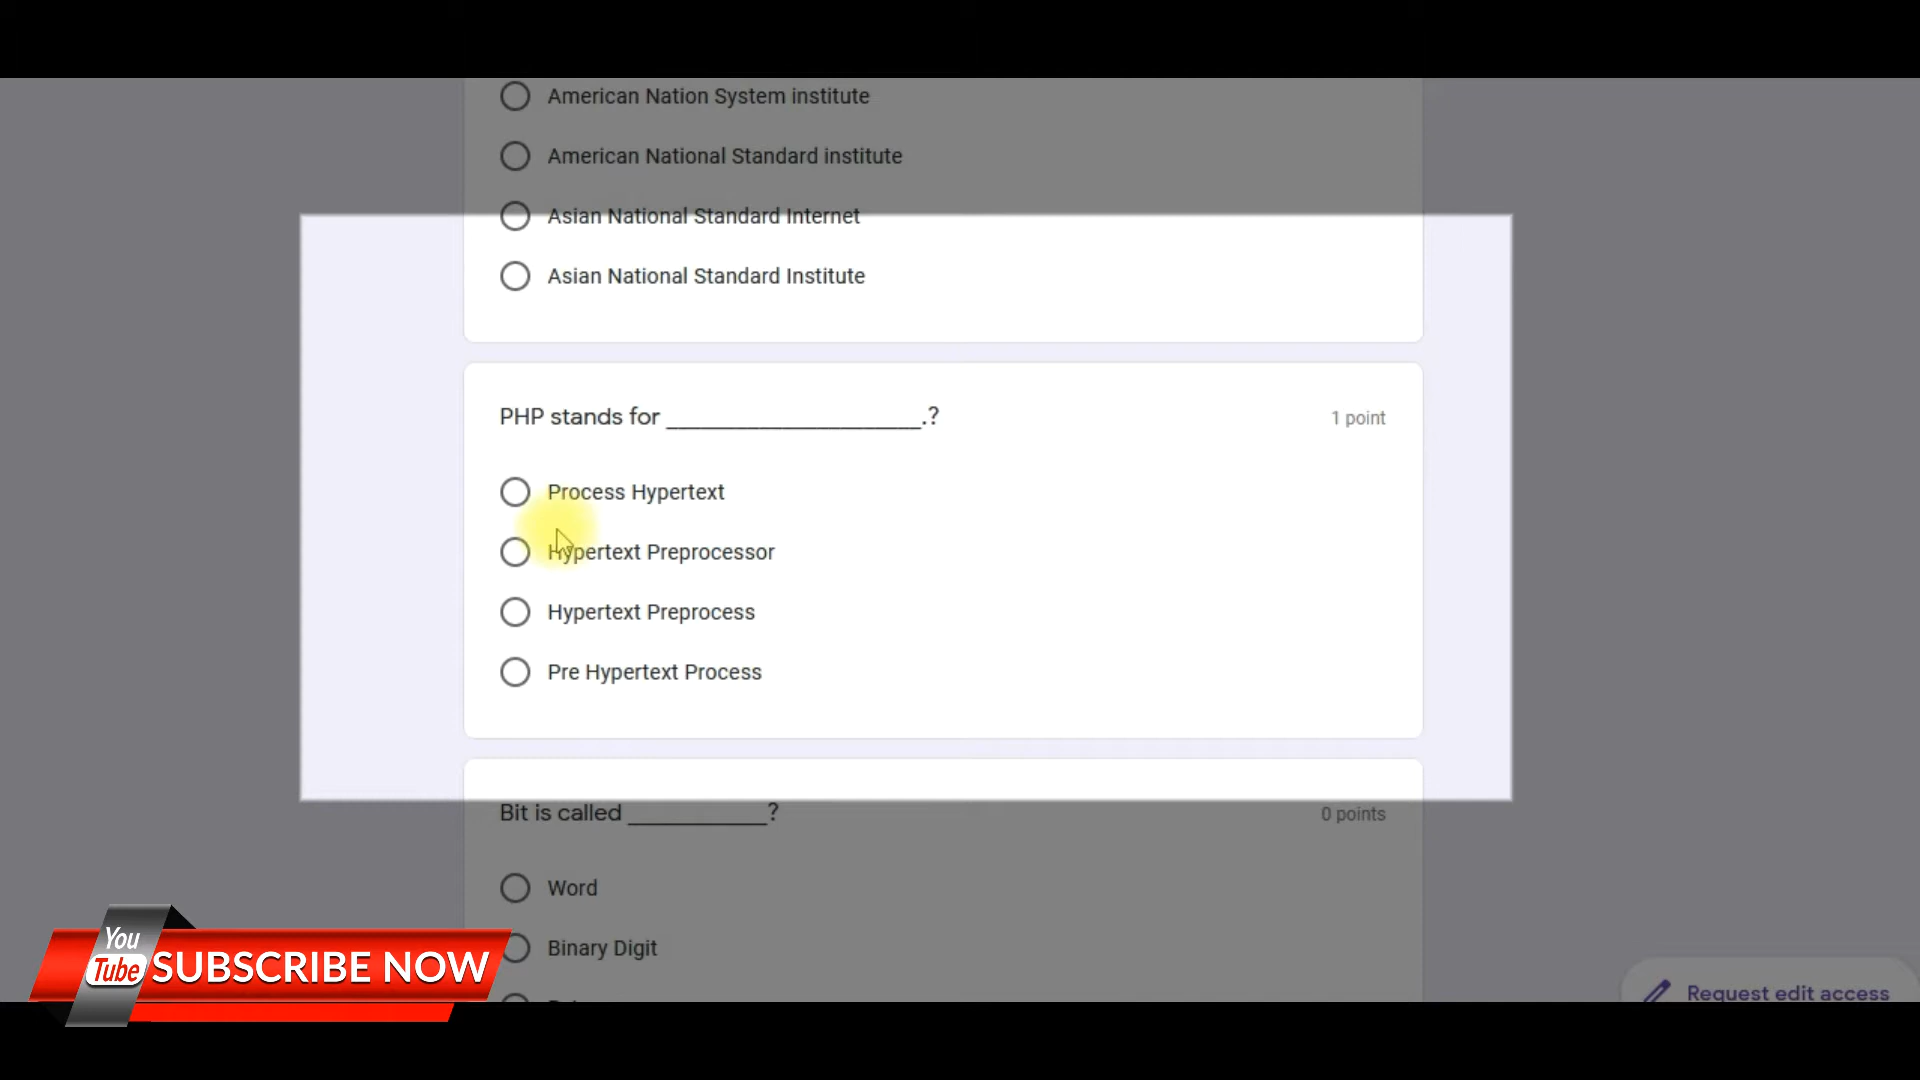 American Nation System institute
American National Standard institute
Asian National Standard Internet
Asian National Standard Institute
PHP stands for ______________________.?
1 point
Process Hypertext
Hypertext Preprocessor
Hypertext Preprocess
Pre Hypertext Process
Bit is called ____________?
0 points
Word
Binary Digit
You
Tube
SUBSCRIBE NOW
Request edit access